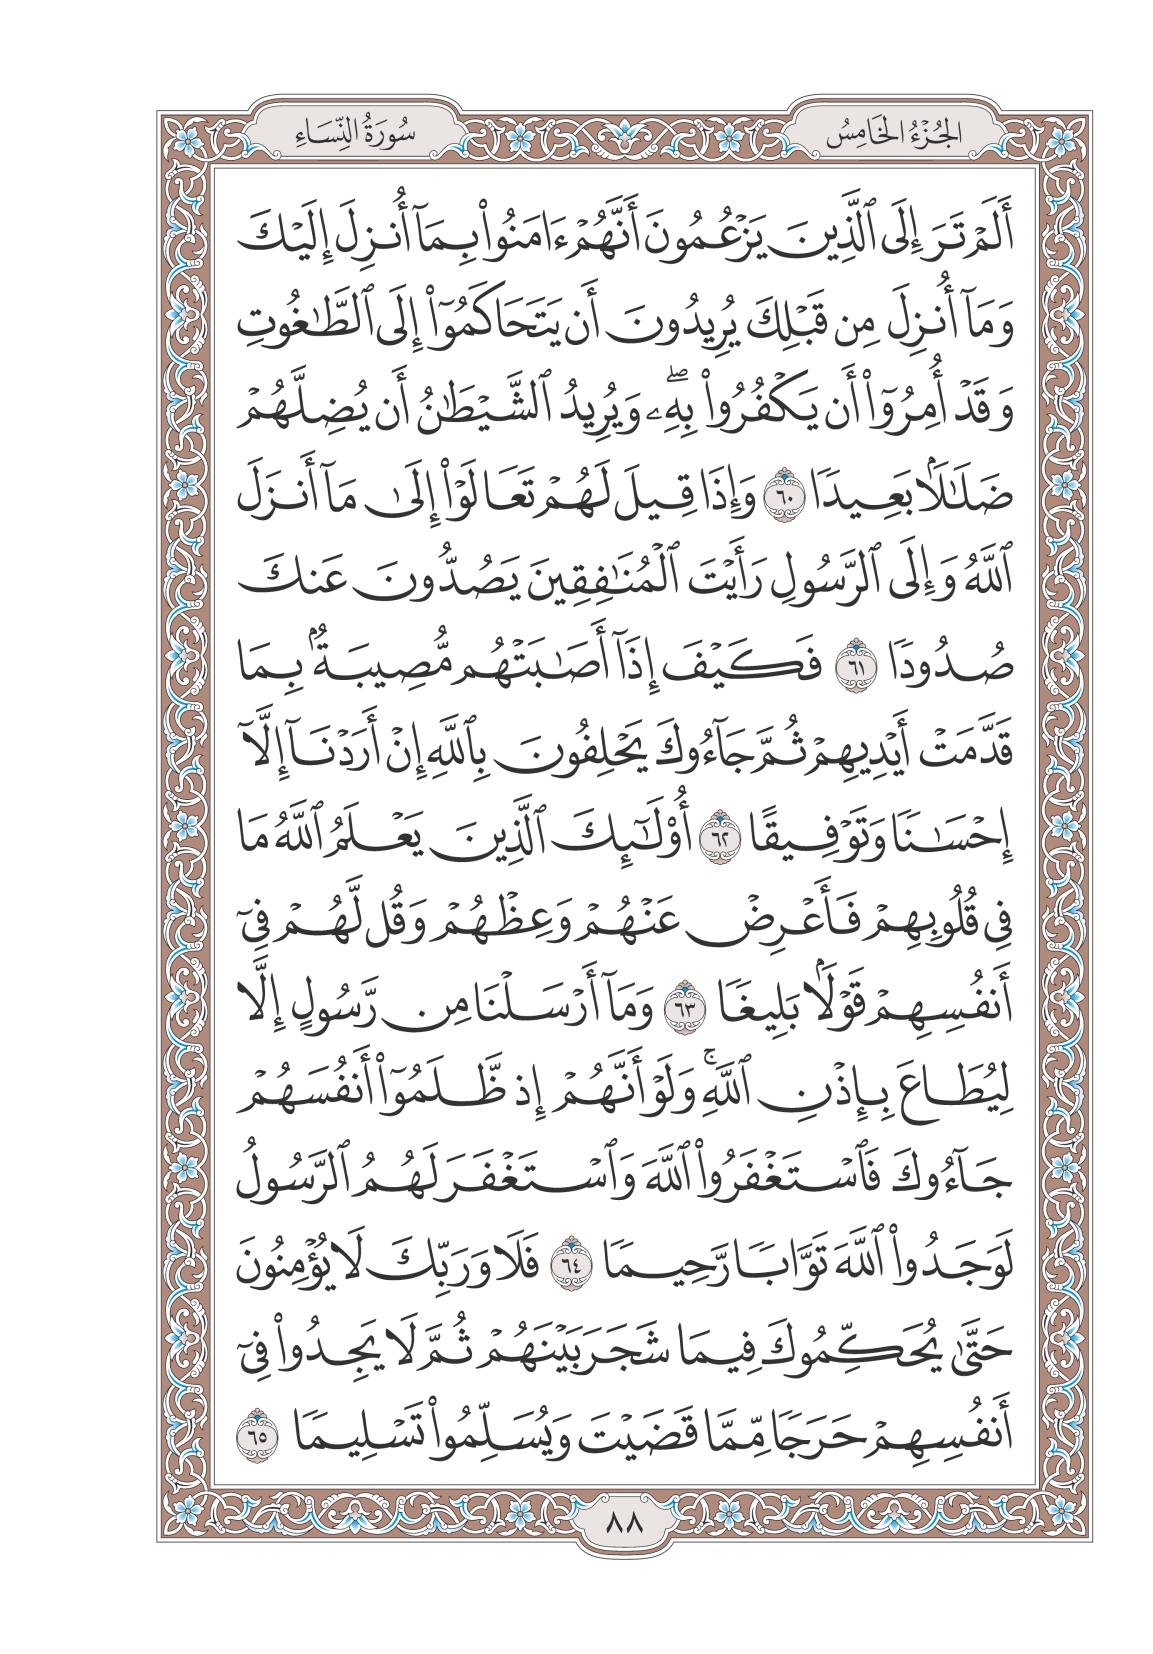 الجُزْءُ الخَامِسُ
سُورَةُ النِّسَاءِ
أَلَمْ تَرَ إِلَى ٱلَّذِينَ يَزْعُمُونَ أَنَّهُمْ ءَامَنُوا۟ بِمَآ أُنزِلَ إِلَيْكَ
وَمَآ أُنزِلَ مِن قَبْلِكَ يُرِيدُونَ أَن يَتَحَاكَمُوٓا۟ إِلَى ٱلطَّـٰغُوتِ
وَقَدْ أُمِرُوٓا۟ أَن يَكْفُرُوا۟ بِهِۦۖ وَيُرِيدُ ٱلشَّيْطَـٰنُ أَن يُضِلَّهُمْ
ضَلَـٰلًۢا بَعِيدًا ٦٠ وَإِذَا قِيلَ لَهُمْ تَعَالَوْا۟ إِلَىٰ مَآ أَنزَلَ
ٱللَّهُ وَإِلَى ٱلرَّسُولِ رَأَيْتَ ٱلْمُنَـٰفِقِينَ يَصُدُّونَ عَنكَ
صُدُودًا ٦١ فَكَيْفَ إِذَآ أَصَـٰبَتْهُم مُّصِيبَةٌۢ بِمَا
قَدَّمَتْ أَيْدِيهِمْ ثُمَّ جَآءُوكَ يَحْلِفُونَ بِٱللَّهِ إِنْ أَرَدْنَآ إِلَّآ
إِحْسَـٰنًا وَتَوْفِيقًا ٦٢ أُو۟لَـٰٓئِكَ ٱلَّذِينَ يَعْلَمُ ٱللَّهُ مَا
فِى قُلُوبِهِمْ فَأَعْرِضْ عَنْهُمْ وَعِظْهُمْ وَقُل لَّهُمْ فِىٓ
أَنفُسِهِمْ قَوْلًۢا بَلِيغًا ٦٣ وَمَآ أَرْسَلْنَا مِن رَّسُولٍ إِلَّا
لِيُطَاعَ بِإِذْنِ ٱللَّهِۚ وَلَوْ أَنَّهُمْ إِذ ظَّلَمُوٓا۟ أَنفُسَهُمْ
جَآءُوكَ فَٱسْتَغْفَرُوا۟ ٱللَّهَ وَٱسْتَغْفَرَ لَهُمُ ٱلرَّسُولُ
لَوَجَدُوا۟ ٱللَّهَ تَوَّابًا رَّحِيمًا ٦٤ فَلَا وَرَبِّكَ لَا يُؤْمِنُونَ
حَتَّىٰ يُحَكِّمُوكَ فِيمَا شَجَرَ بَيْنَهُمْ ثُمَّ لَا يَجِدُوا۟ فِىٓ
أَنفُسِهِمْ حَرَجًا مِّمَّا قَضَيْتَ وَيُسَلِّمُوا۟ تَسْلِيمًا ٦٥
٨٨